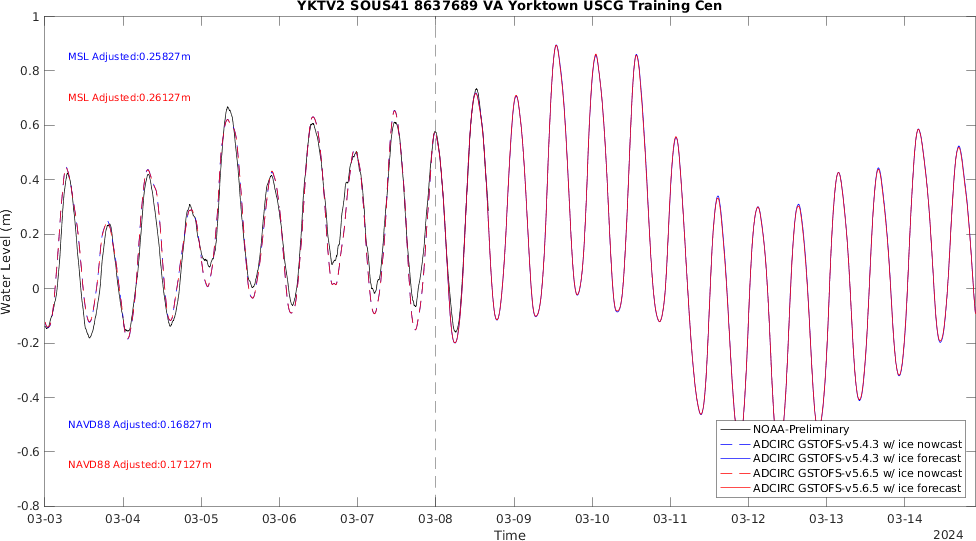 YKTV2 SOUS41 8637689 VA Yorktown USCG Training Cen
1
0.8
0.6
0.4
0.2
0
-0.2
-0.4
-0.6
-0.8
Water Level (m)
MSL Adjusted:0.25827m
MSL Adjusted:0.26127m
NAVD88 Adjusted:0.16827m
NAVD88 Adjusted:0.17127m
NOAA-Preliminary
ADCIRC GSTOFS-v5.4.3 w/ ice nowcast
ADCIRC GSTOFS-v5.4.3 w/ ice forecast
ADCIRC GSTOFS-v5.6.5 w/ ice nowcast
ADCIRC GSTOFS-v5.6.5 w/ ice forecast
03-03 03-04 03-05 03-06 03-07 03-08 03-09 03-10 03-11 03-12 03-13 03-14
Time
2024